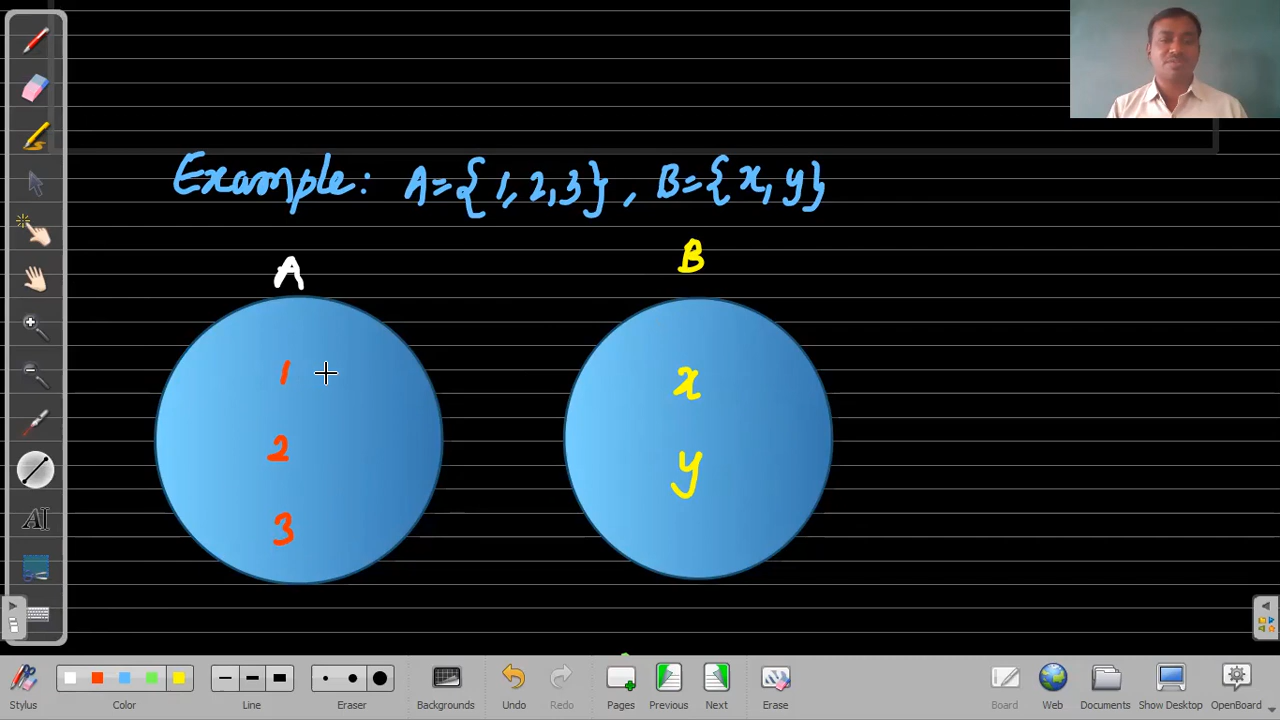 Example: A={1,2,3}, B={x,y}
A
B
1
x
2
y
3
Stylus
Color
Line
Eraser
Backgrounds
Undo
Redo
Pages
Previous
Next
Erase
Board
Web
Documents
Show Desktop
OpenBoard